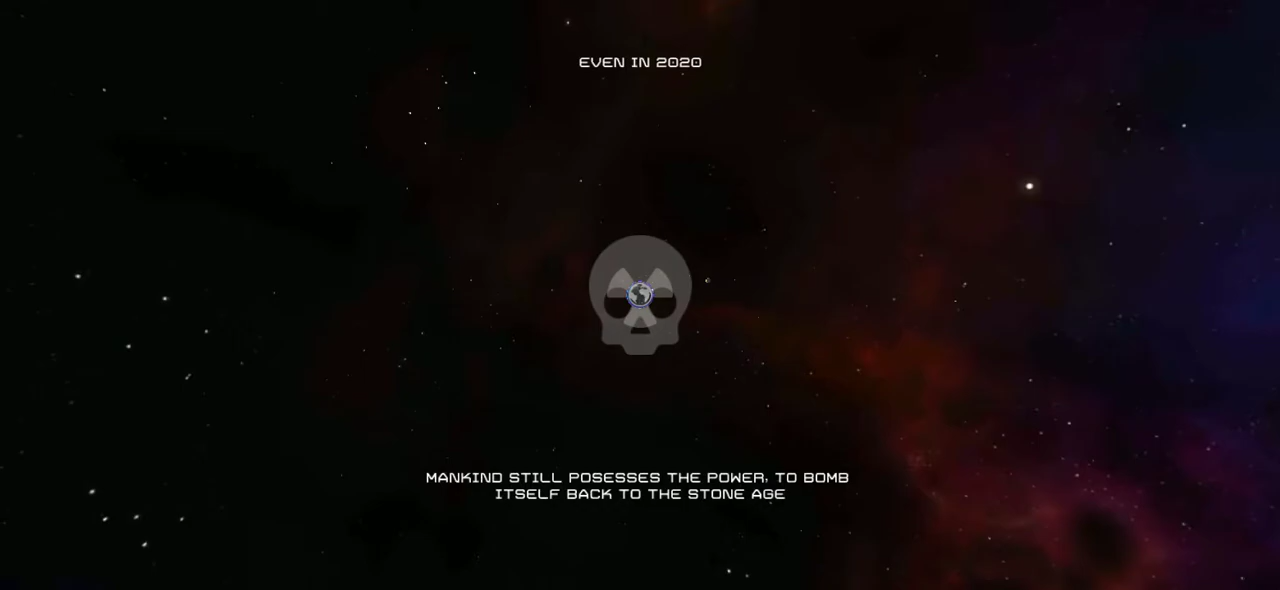 EVEN IN 2020
MANKIND STILL POSESSES THE POWER, TO BOMB
ITSELF BACK TO THE STONE AGE